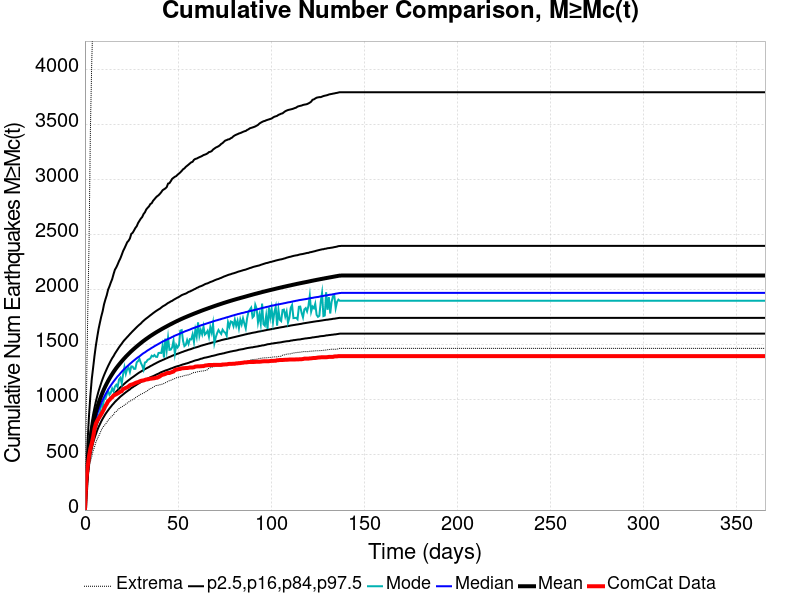 Cumulative Number Comparison, M≥Mc(t)
Cumulative Num Earthquakes M≥Mc(t)
4000
3500
3000
2500
2000
1500
1000
500
0
0 50 100 150 200 250 300 350
Time (days)
Extrema p2.5,p16,p84,p97.5 Mode Median Mean ComCat Data